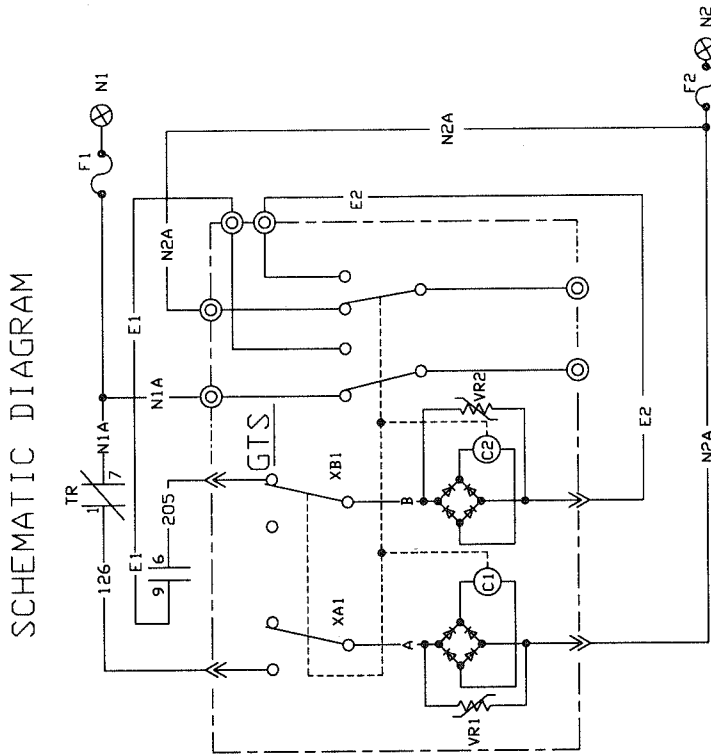 SCHEMATIC DIAGRAM
N1
F1
TR
1
7
N1A
126
E1
9
6
205
E1
N1A
N2A
N2A
E2
F2
N2
GTS
XA1
XB1
A
B
C1
C2
VR1
VR2
E2
N2A